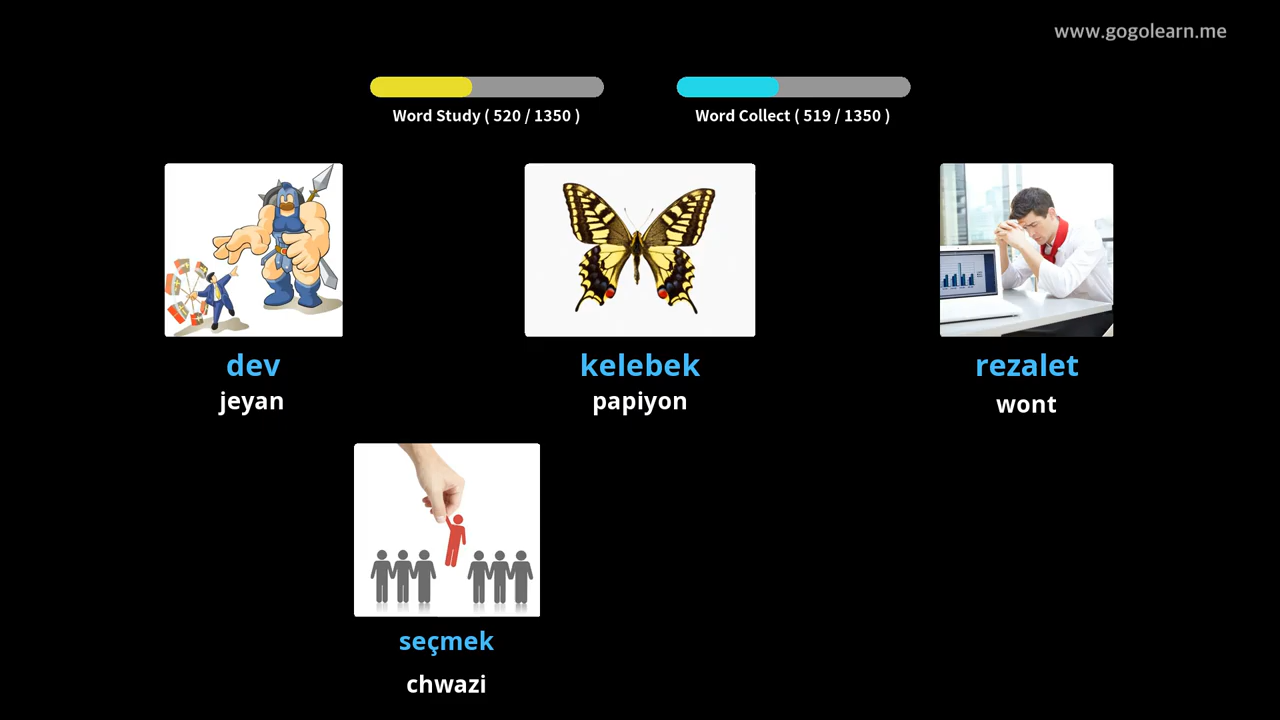 www.gogolearn.me
Word Study ( 520 / 1350 )
Word Collect ( 519 / 1350 )
dev
jeyan
kelebek
papiyon
rezalet
wont
seçmek
chwazi